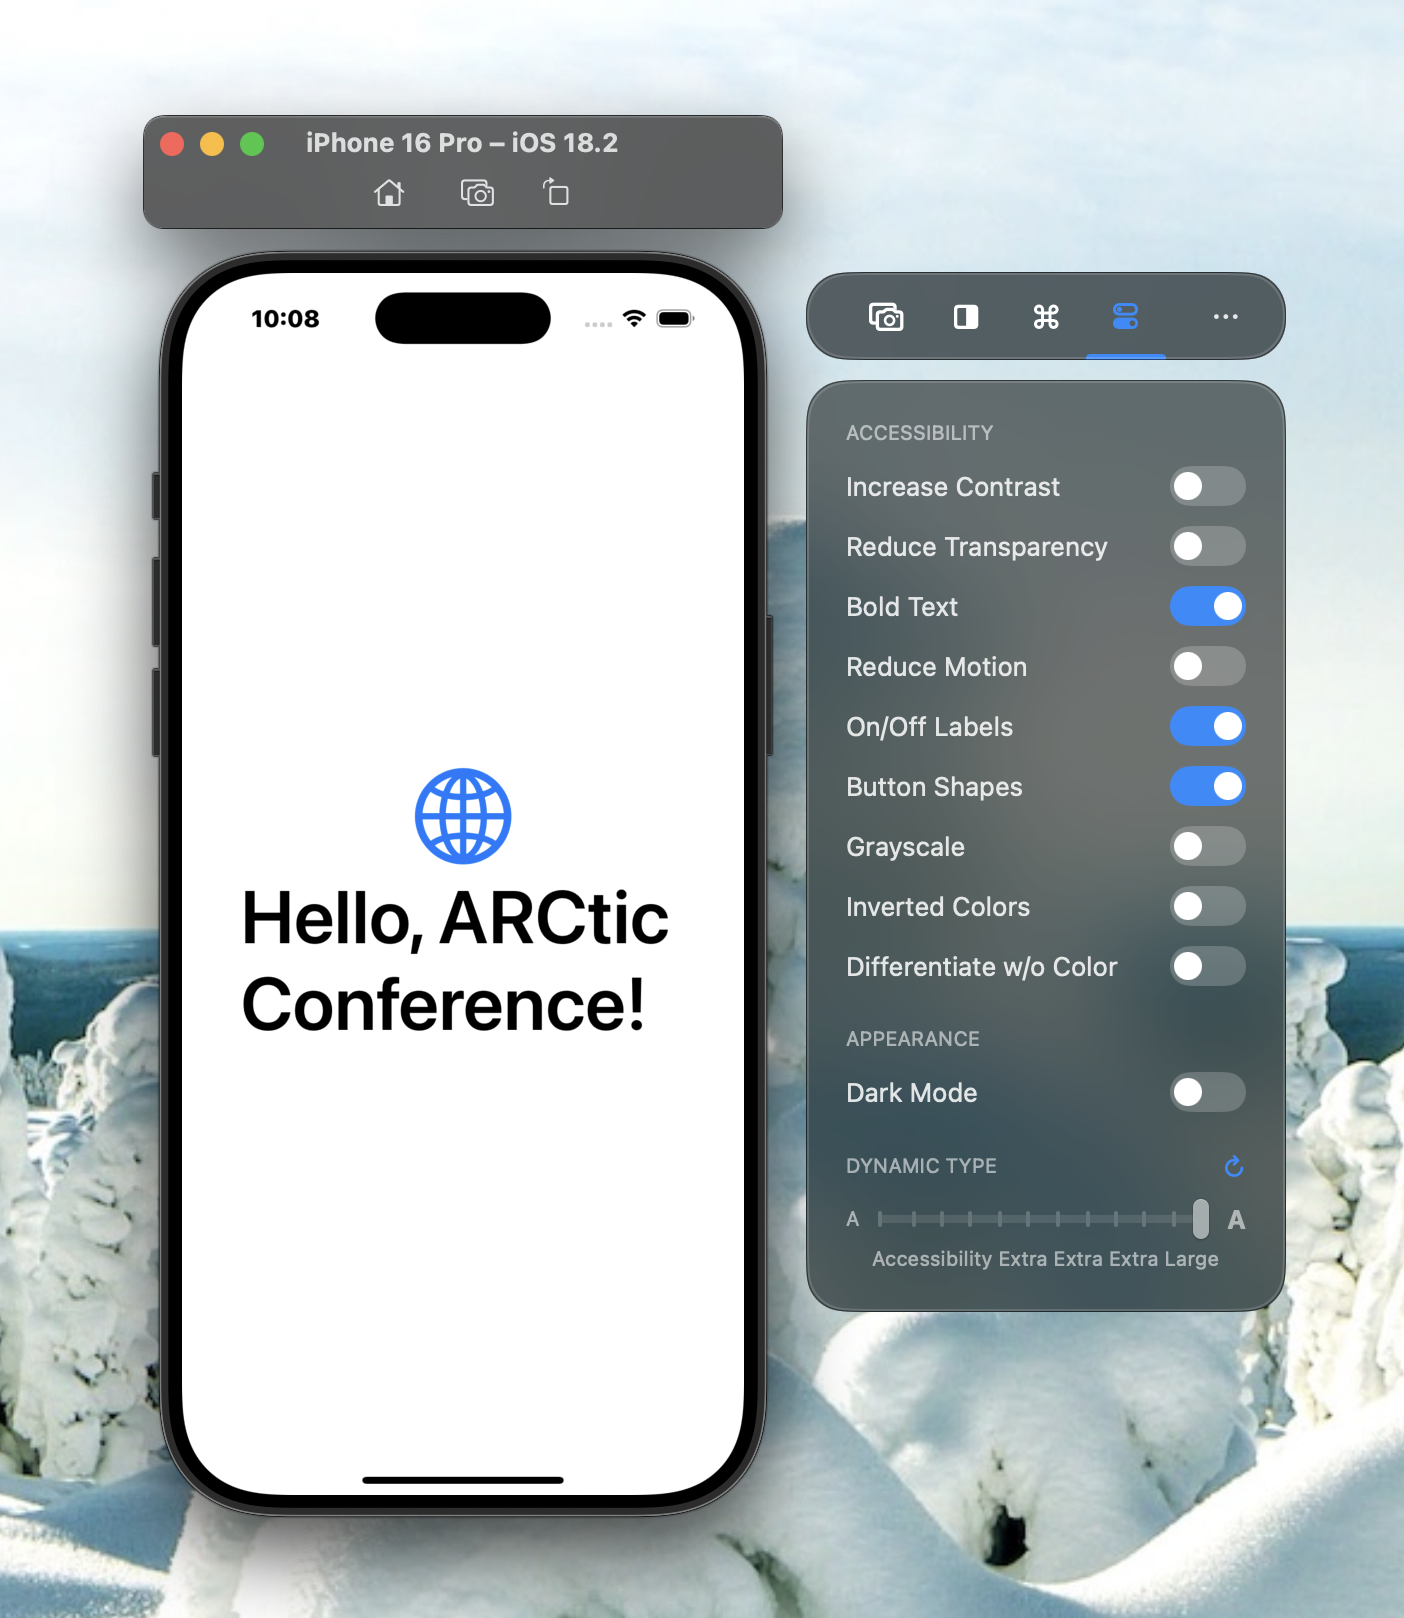 iPhone 16 Pro – iOS 18.2
10:08
Hello, ARCtic
Conference!
ACCESSIBILITY
Increase Contrast
Reduce Transparency
Bold Text
Reduce Motion
On/Off Labels
Button Shapes
Grayscale
Inverted Colors
Differentiate w/o Color
APPEARANCE
Dark Mode
DYNAMIC TYPE
A A
Accessibility Extra Extra Extra Large